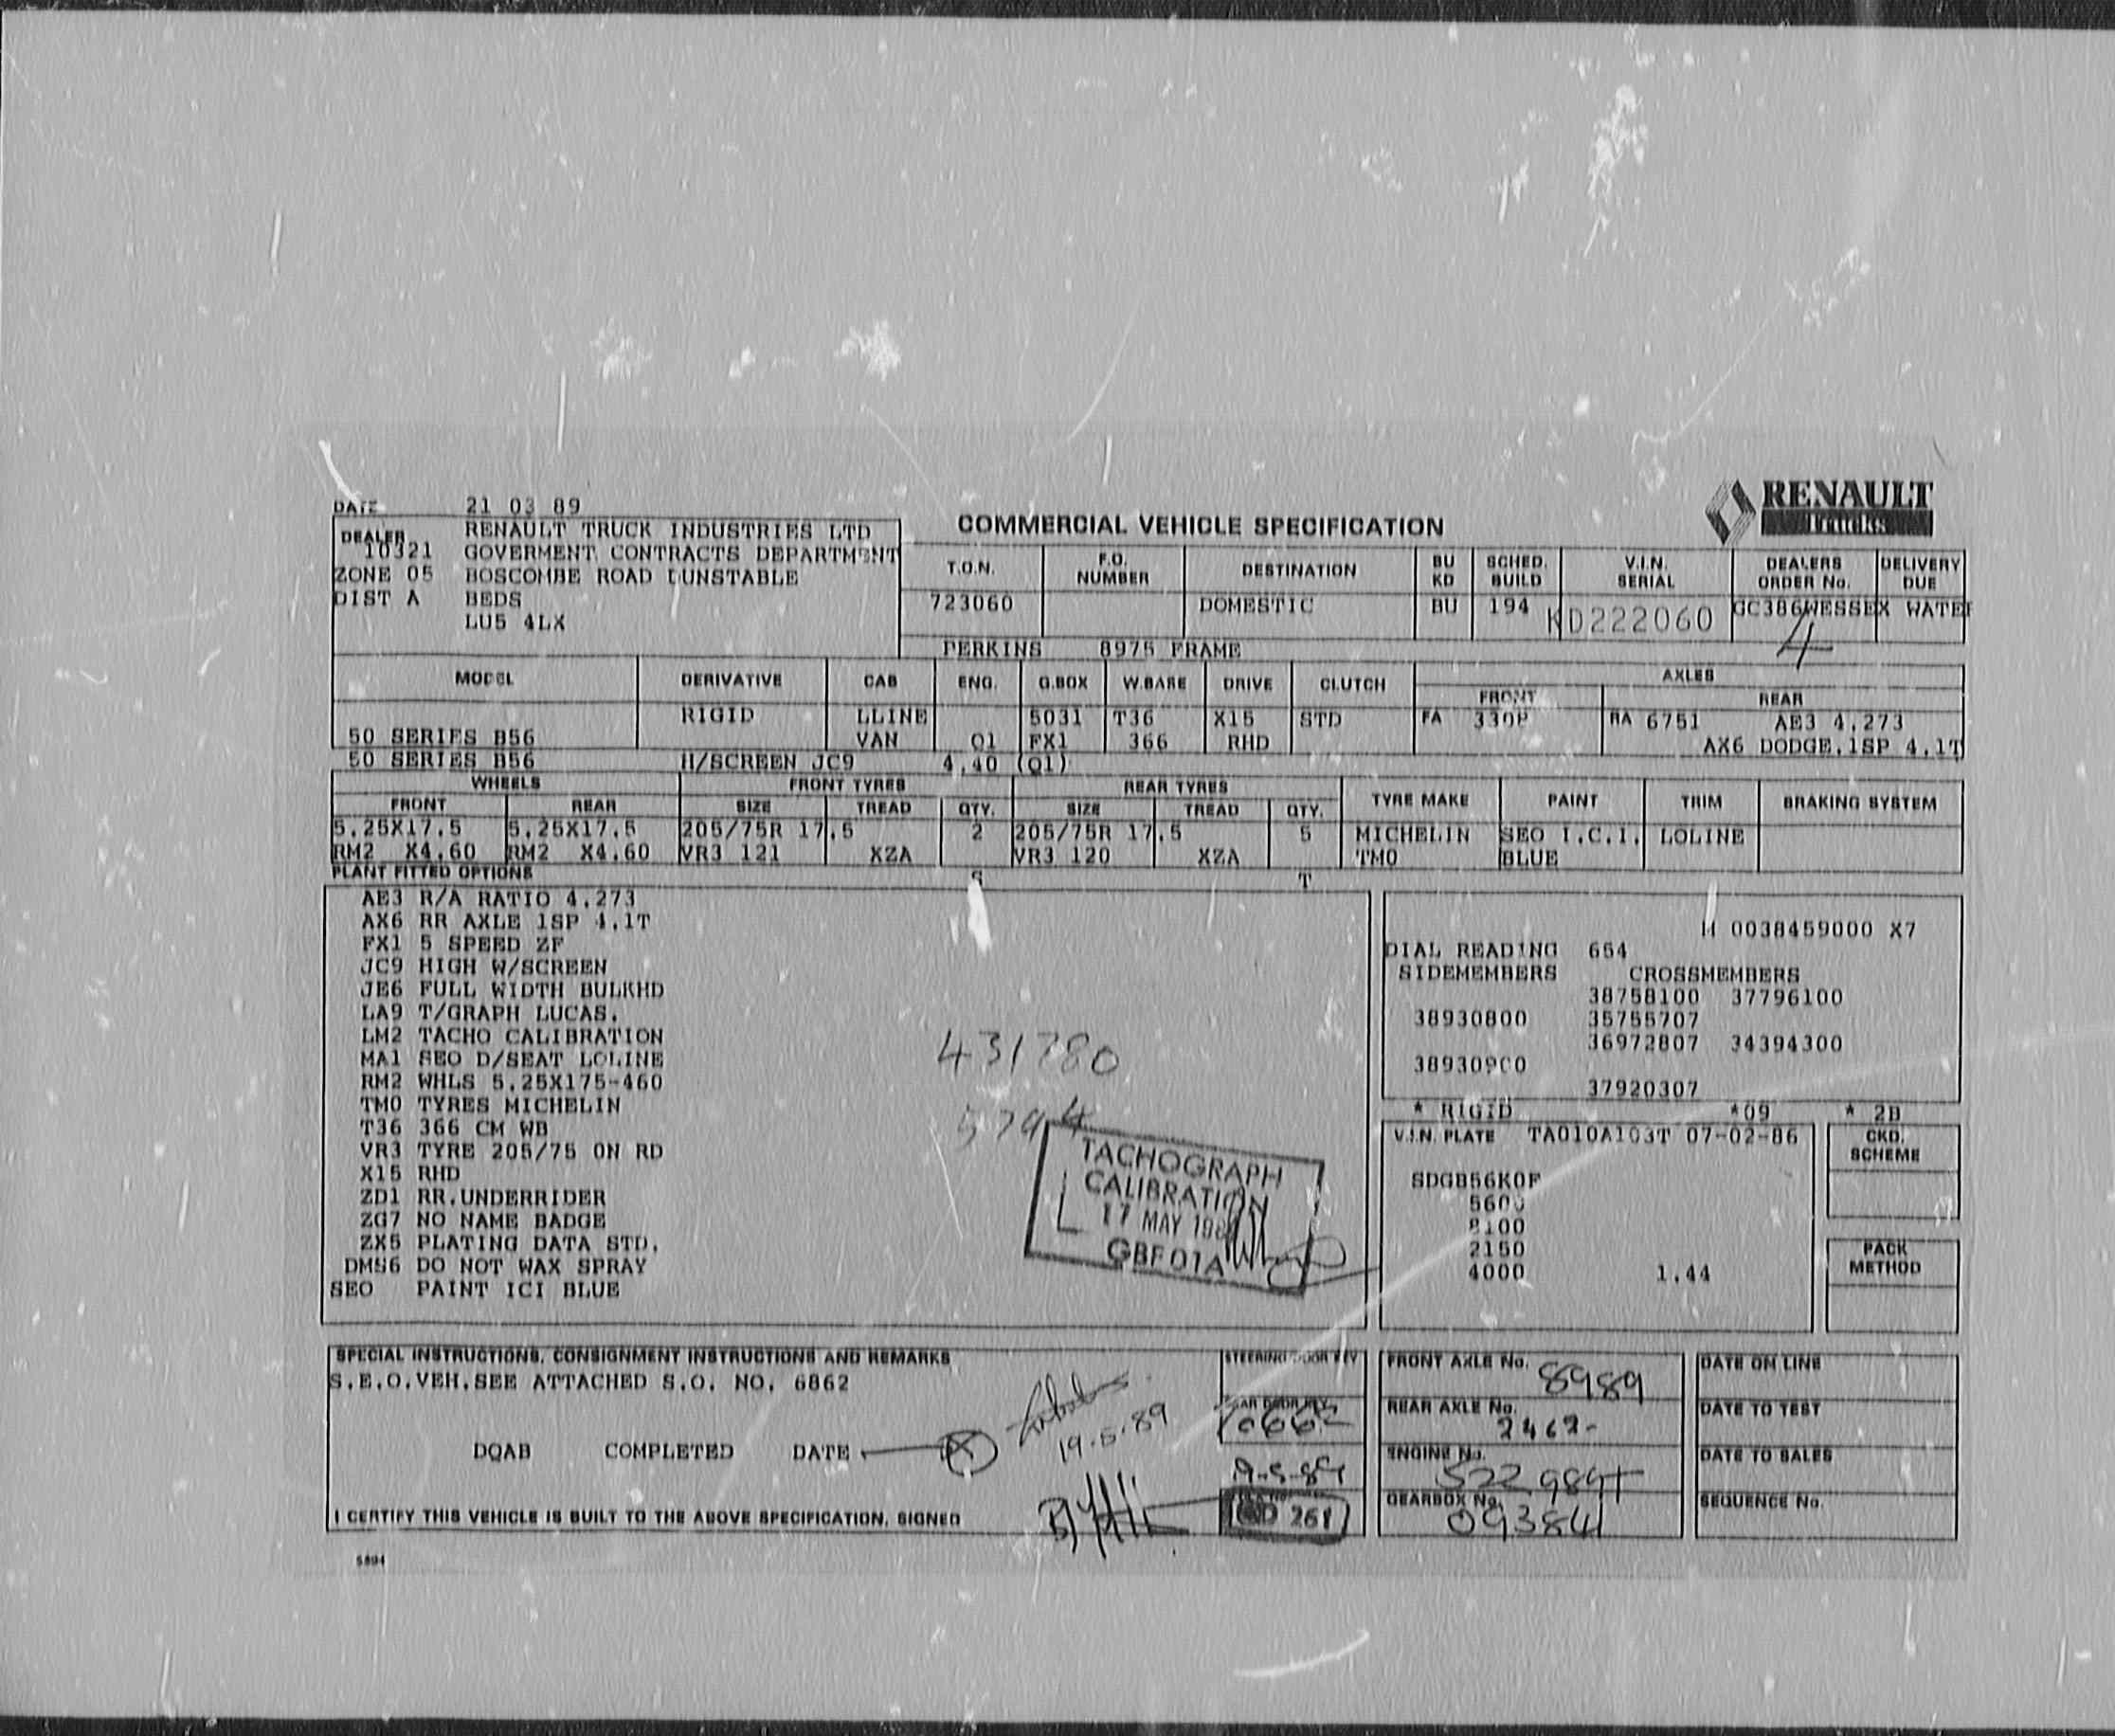 DATE 21 03 89
RENAULT
Trucks
COMMERCIAL VEHICLE SPECIFICATION
DEALER RENAULT TRUCK INDUSTRIES LTD
10321 GOVERMENT CONTRACTS DEPARTMENT
ZONE 05 BOSCOMBE ROAD DUNSTABLE
DIST A BEDS
LU5 4LX
T.O.N. F.O. NUMBER DESTINATION BU KD SCHED. BUILD V.I.N. SERIAL DEALERS ORDER No. DELIVERY DUE
723060 DOMESTIC BU 194 KD222060 GC386WESSEX WATER
4
PERKINS 8975 FRAME
MODEL DERIVATIVE CAB ENG. G.BOX W.BASE DRIVE CLUTCH AXLES
FRONT REAR
RIGID LLINE 5031 T36 X15 STD FA 330P RA 6751 AE3 4.273
50 SERIES B56 VAN Q1 FX1 366 RHD AX6 DODGE.1SP 4.1T
50 SERIES B56 H/SCREEN JC9 4.40 (Q1)
WHEELS FRONT TYRES REAR TYRES TYRE MAKE PAINT TRIM BRAKING SYSTEM
FRONT REAR SIZE TREAD QTY. SIZE TREAD QTY.
5.25X17.5 5.25X17.5 205/75R 17.5 2 205/75R 17.5 5 MICHELIN SEO I.C.I. LOLINE
RM2 X4.60 RM2 X4.60 VR3 121 XZA VR3 120 XZA TM0 BLUE
PLANT FITTED OPTIONS S T
AE3 R/A RATIO 4.273
AX6 RR AXLE 1SP 4.1T
FX1 5 SPEED ZF
JC9 HIGH W/SCREEN
JE6 FULL WIDTH BULKHD
LA9 T/GRAPH LUCAS.
LM2 TACHO CALIBRATION
MA1 SEO D/SEAT LOLINE
RM2 WHLS 5.25X175-460
TM0 TYRES MICHELIN
T36 366 CM WB
VR3 TYRE 205/75 ON RD
X15 RHD
ZD1 RR.UNDERRIDER
ZG7 NO NAME BADGE
ZX5 PLATING DATA STD.
DMS6 DO NOT WAX SPRAY
SEO PAINT ICI BLUE
431780
5794
TACHOGRAPH
CALIBRATION
17 MAY
GBF01A
0038459000 X7
DIAL READING 654
SIDEMEMBERS CROSSMEMBERS
38758100 37796100
38930800 35755707
36972807 34394300
38930900
37920307
* RIGID *09 * 2B
V.I.N. PLATE TA010A103T 07-02-86
CKD. SCHEME
SDGB56K0F
5600
8100
2150
4000 1.44
PACK METHOD
SPECIAL INSTRUCTIONS, CONSIGNMENT INSTRUCTIONS AND REMARKS
S.E.O.VEH.SEE ATTACHED S.O. NO. 6862
DQAB COMPLETED DATE
19.5.89
I CERTIFY THIS VEHICLE IS BUILT TO THE ABOVE SPECIFICATION, SIGNED
STEERING DOOR KEY
261
FRONT AXLE No. 8989
REAR AXLE No. 2462
ENGINE No.
GEARBOX No. 093841
DATE ON LINE
DATE TO TEST
DATE TO SALES
SEQUENCE No.
5894